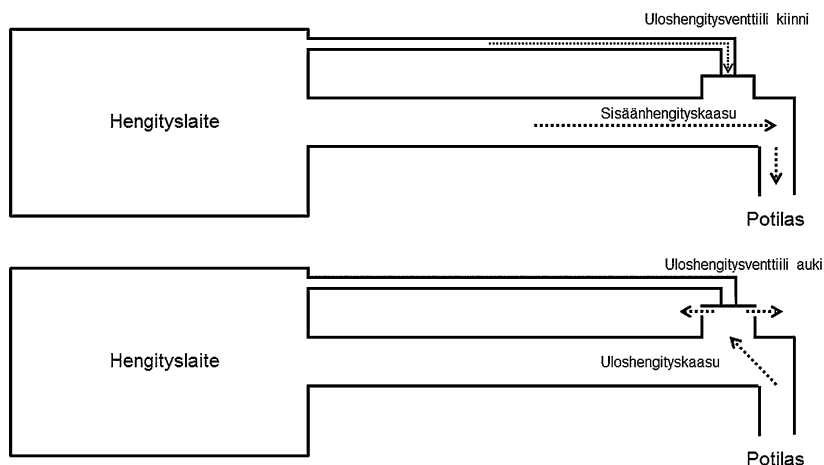 Uloshengitysventtiili kiinni
Hengityslaite
Sisäänhengityskaasu
Potilas
Uloshengitysventtiili auki
Hengityslaite
Uloshengityskaasu
Potilas